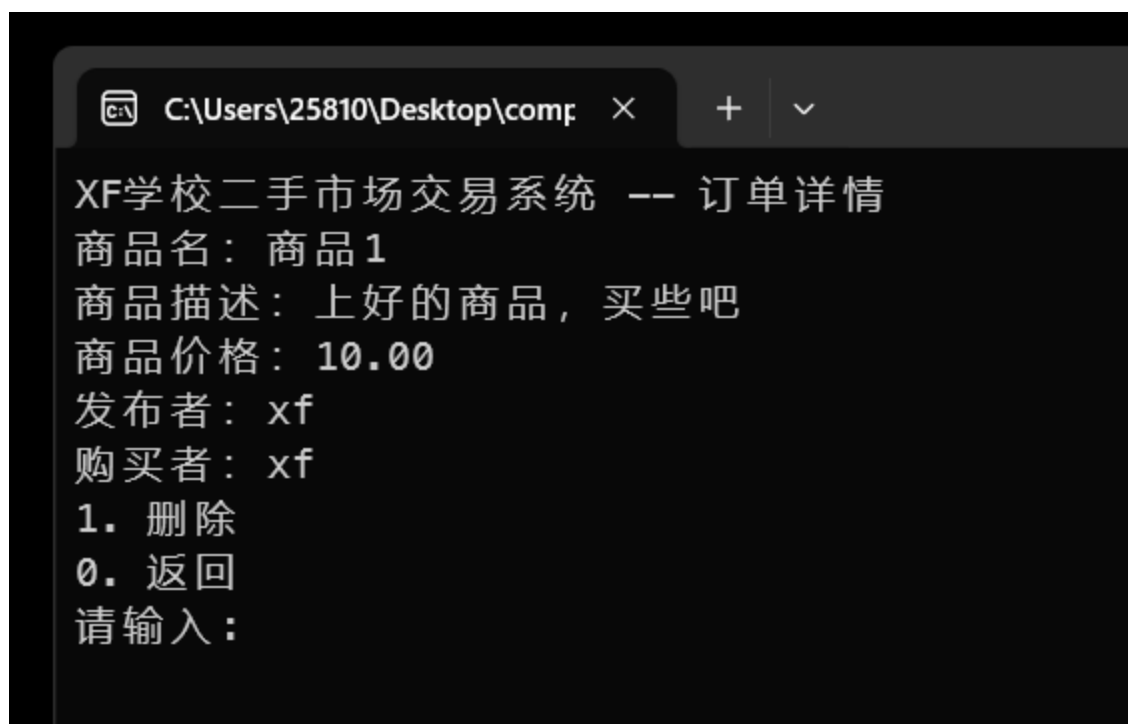 C:\Users\25810\Desktop\comp
XF学校二手市场交易系统 -- 订单详情
商品名：商品1
商品描述：上好的商品，买些吧
商品价格：10.00
发布者：xf
购买者：xf
1. 删除
0. 返回
请输入: